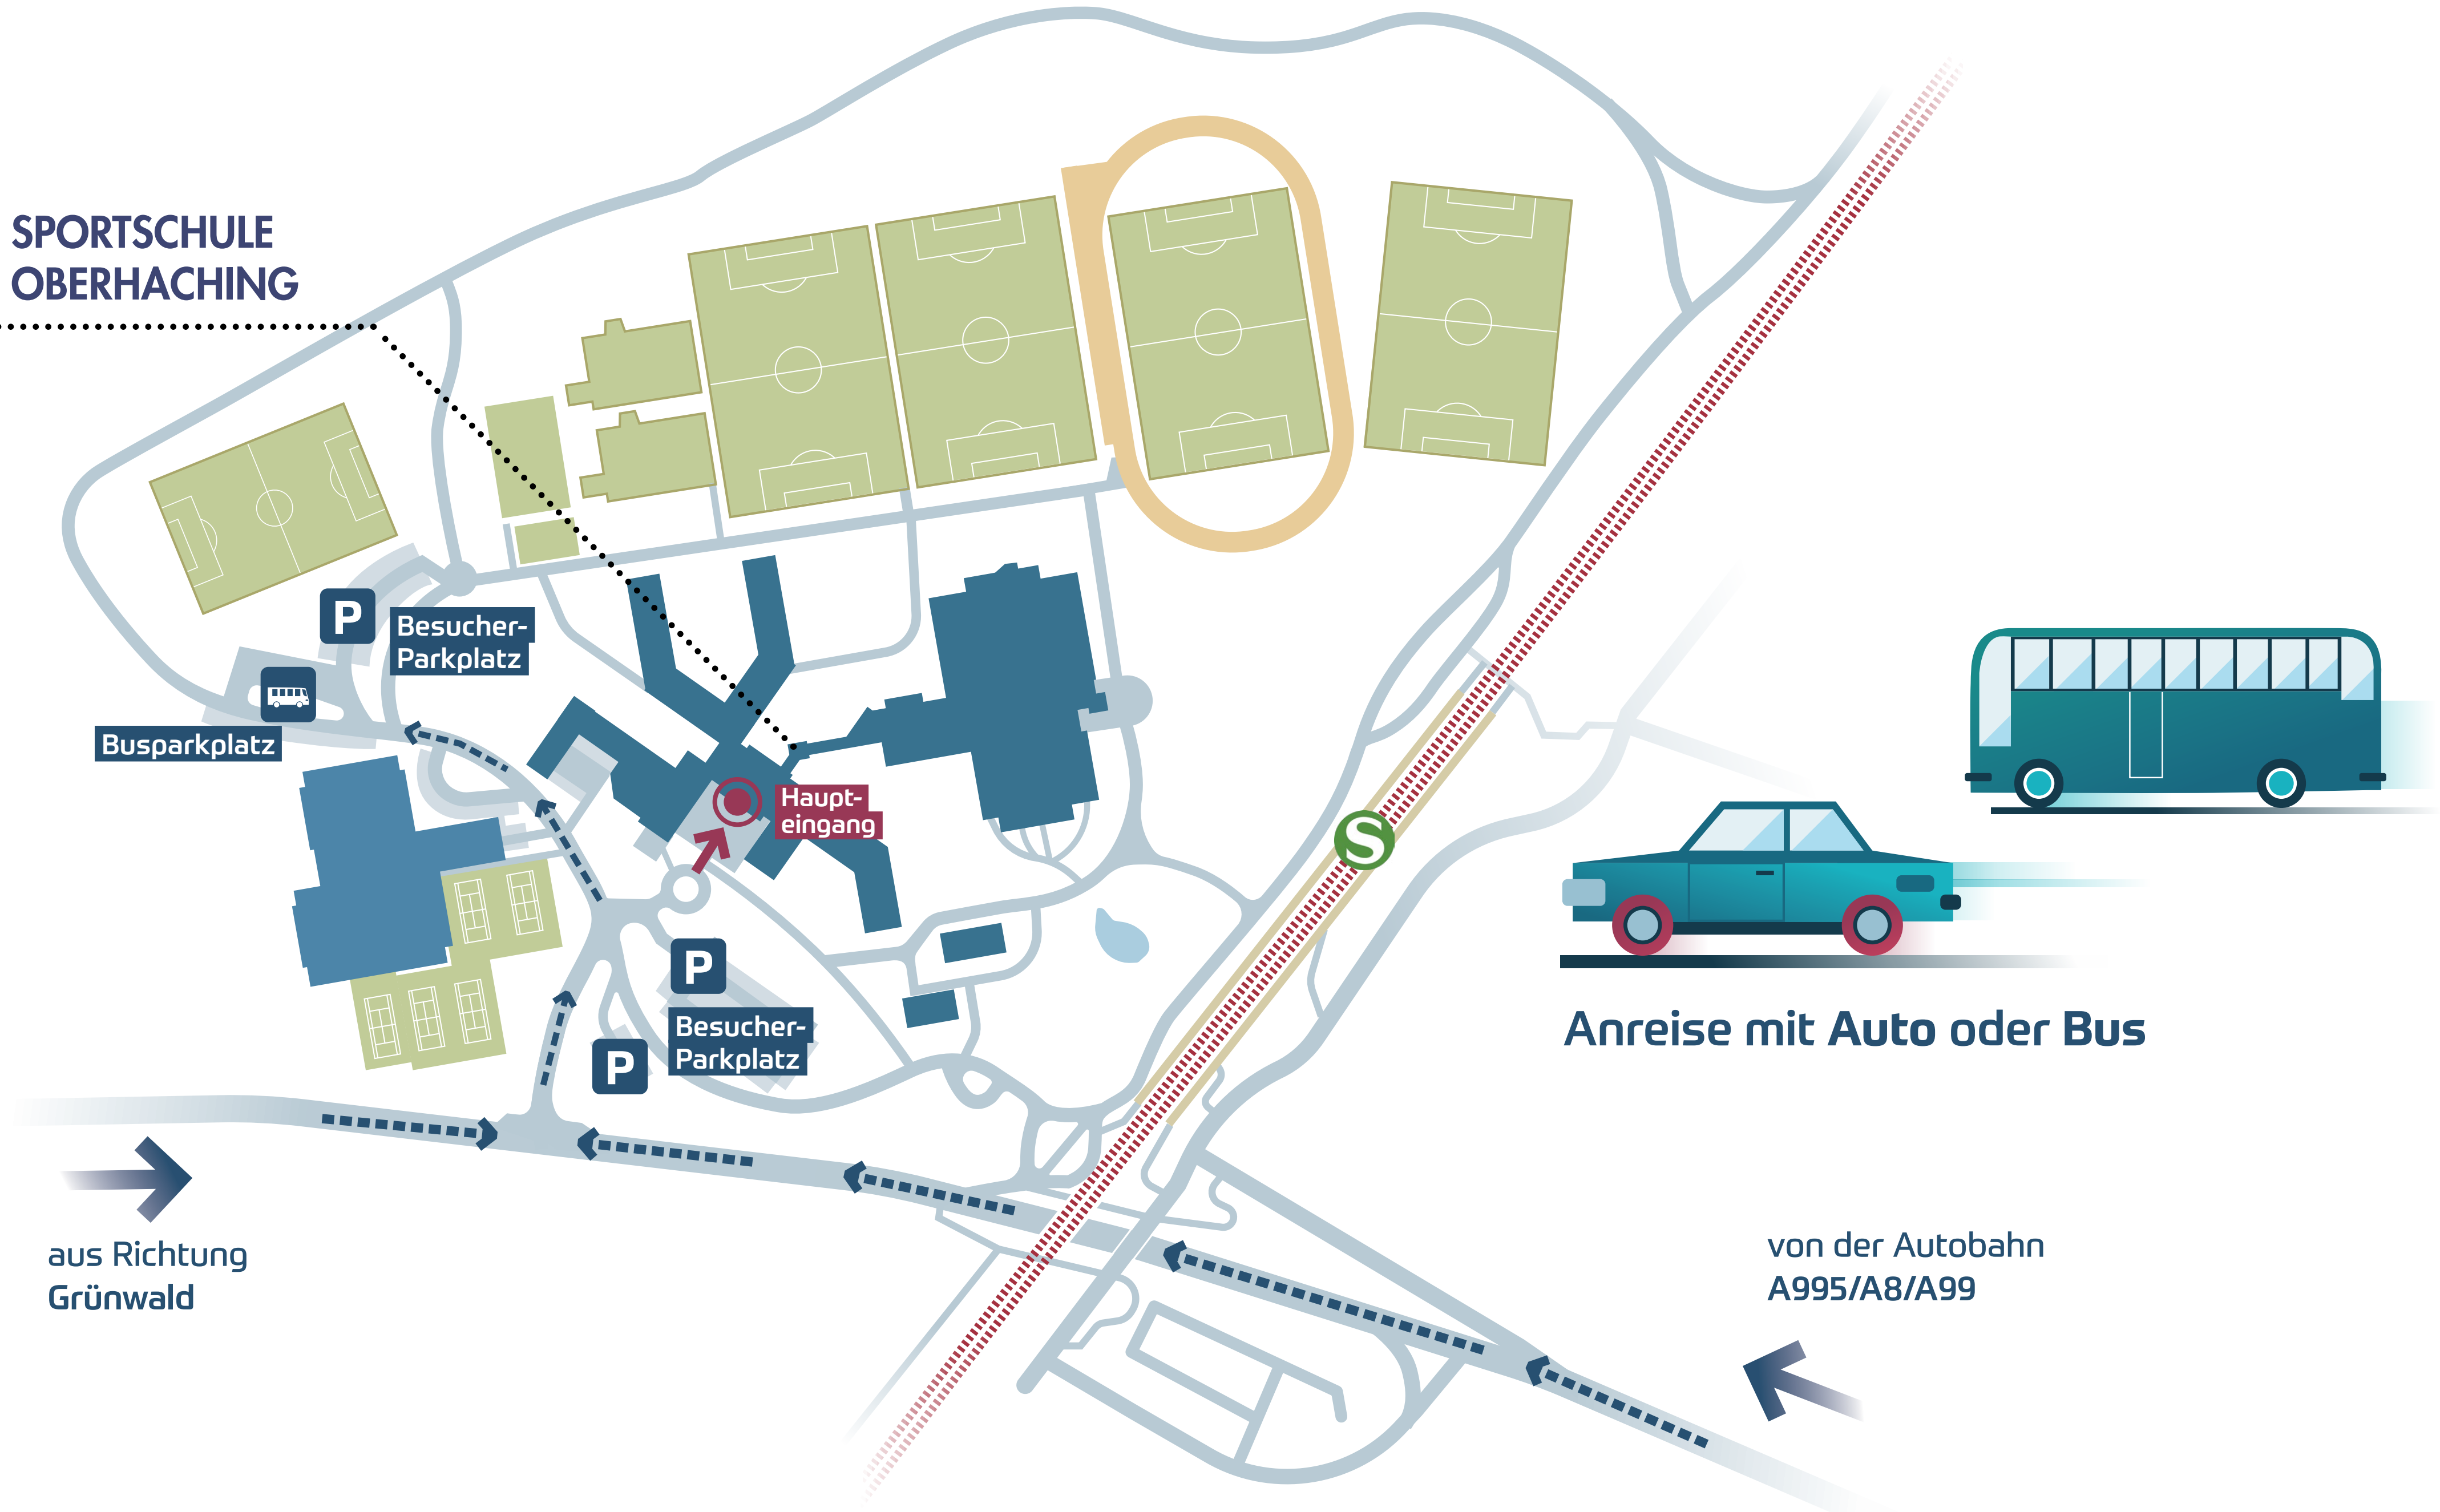 SPORTSCHULE
OBERHACHING
P
Besucher-
Parkplatz
Busparkplatz
Haupt-
eingang
S
P
Besucher-
Parkplatz
P
Anreise mit Auto oder Bus
aus Richtung
Grünwald
von der Autobahn
A995/A8/A99